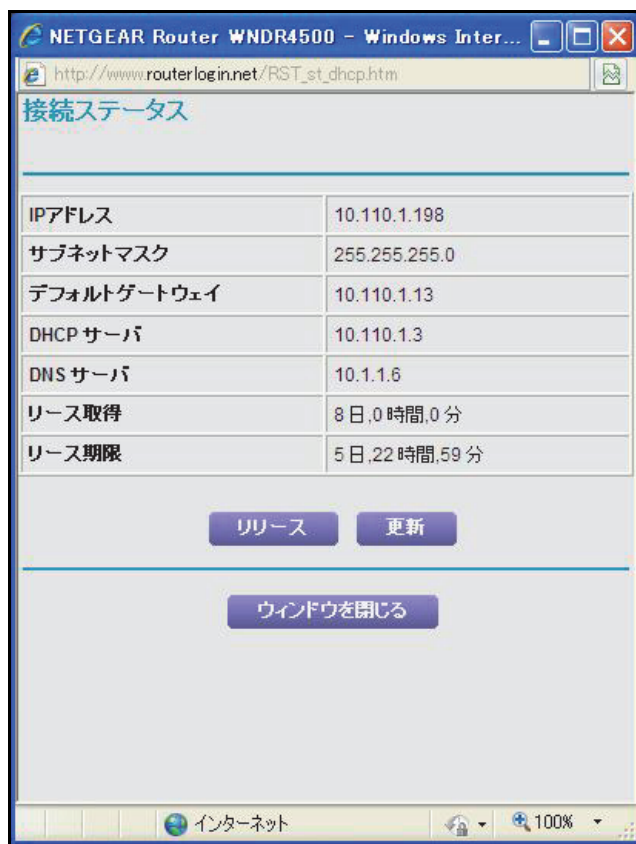 NETGEAR Router WNDR4500 - Windows Inter...
http://www.routerlogin.net/RST_st_dhcp.htm
接続ステータス
IPアドレス 10.110.1.198
サブネットマスク 255.255.255.0
デフォルトゲートウェイ 10.110.1.13
DHCP サーバ 10.110.1.3
DNS サーバ 10.1.1.6
リース取得 8 日,0 時間,0 分
リース期限 5 日,22 時間,59 分
リリース 更新
ウィンドウを閉じる
インターネット 100%